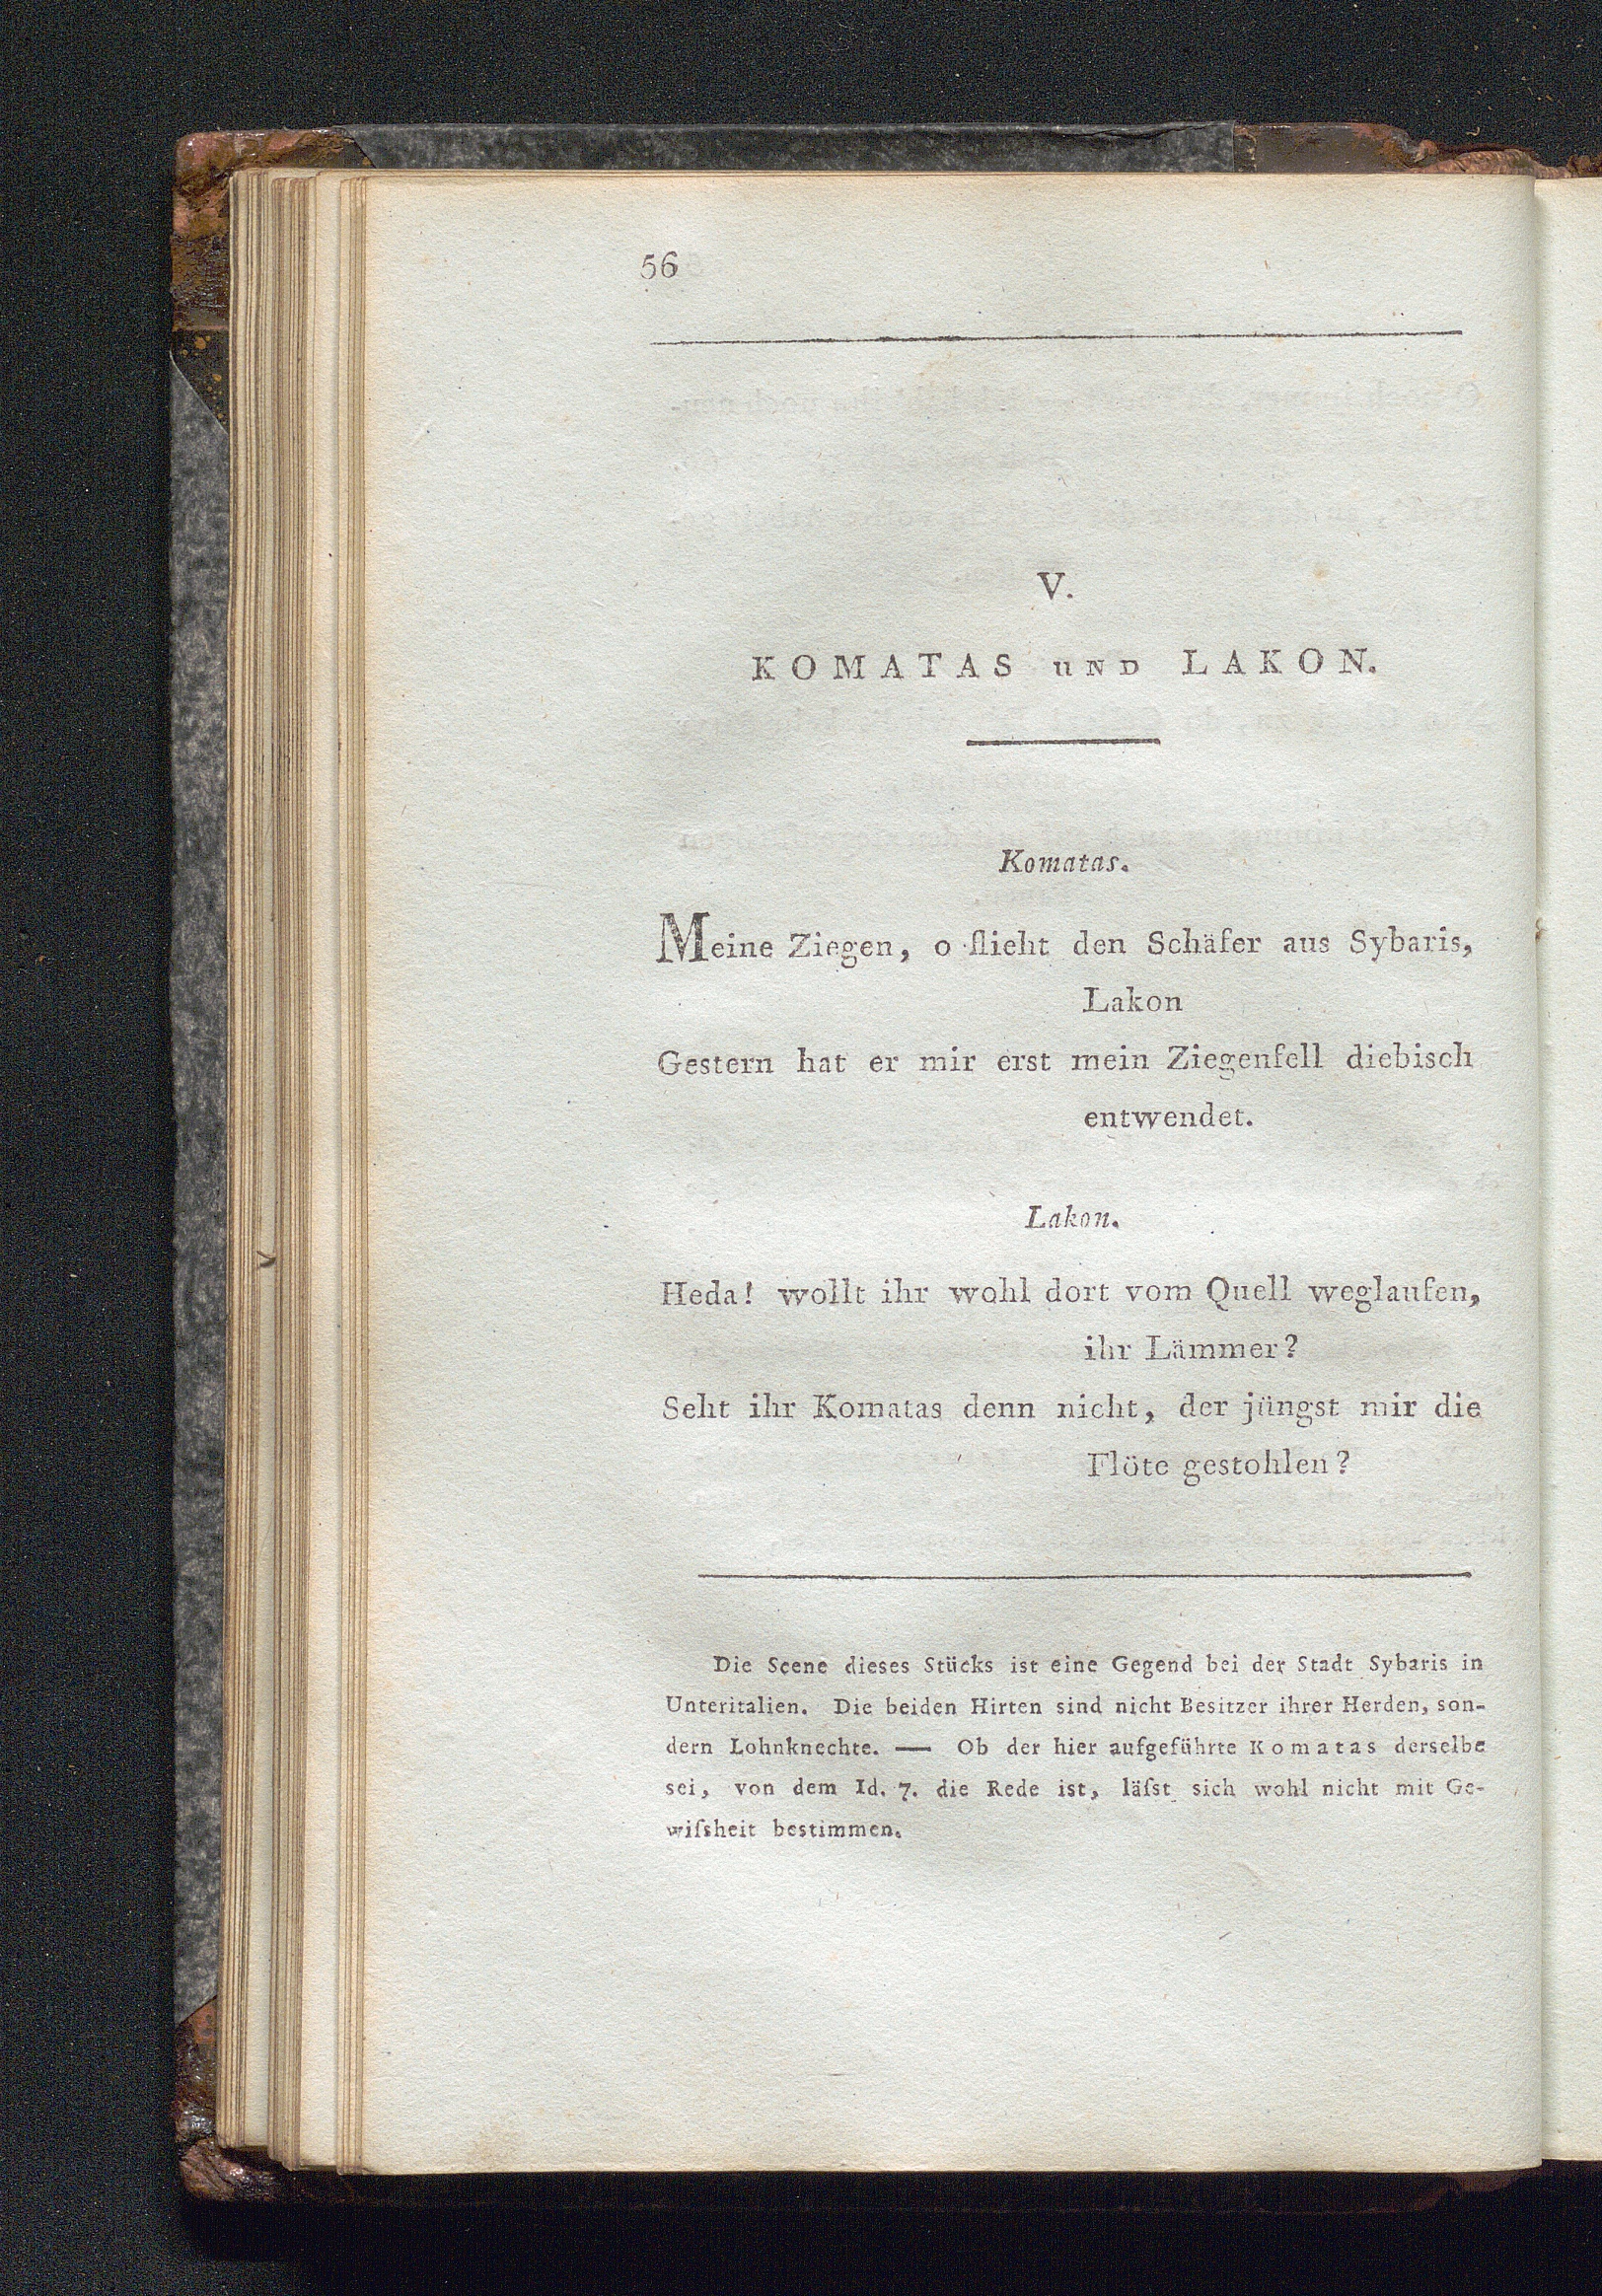 56
V.
KOMATAS UND LAKON.
Komatas.
Meine Ziegen, o flieht den Schäfer aus Sybaris,
Lakon
Gestern hat er mir erst mein Ziegenfell diebisch
entwendet.
Lakon.
Heda! wollt ihr wohl dort vom Quell weglaufen,
ihr Lämmer?
Seht ihr Komatas denn nicht, der jüngst mir die
Flöte gestohlen?
Die Scene dieses Stücks ist eine Gegend bei der Stadt Sybaris in
Unteritalien. Die beiden Hirten sind nicht Besitzer ihrer Herden, son-
dern Lohnknechte. — Ob der hier aufgeführte Komatas derselbe
sei, von dem Id. 7. die Rede ist, läſst sich wohl nicht mit Ge-
wiſsheit bestimmen.